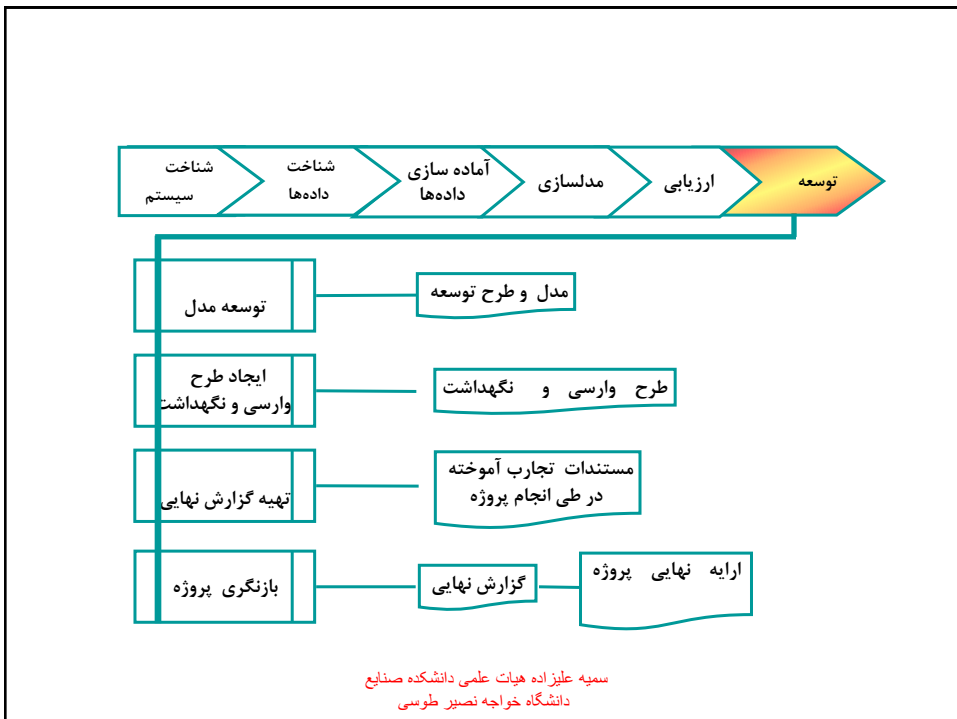 شناخت
سیستم
شناخت
داده‌ها
آماده سازی
داده‌ها
مدلسازی
ارزیابی
توسعه
توسعه مدل
مدل و طرح توسعه
ایجاد طرح
وارسی و نگهداشت
طرح وارسی و نگهداشت
تهیه گزارش نهایی
مستندات تجارب آموخته
در طی انجام پروژه
بازنگری پروژه
گزارش نهایی
ارایه نهایی پروژه
سمیه علیزاده هیات علمی دانشکده صنایع
دانشگاه خواجه نصیر طوسی